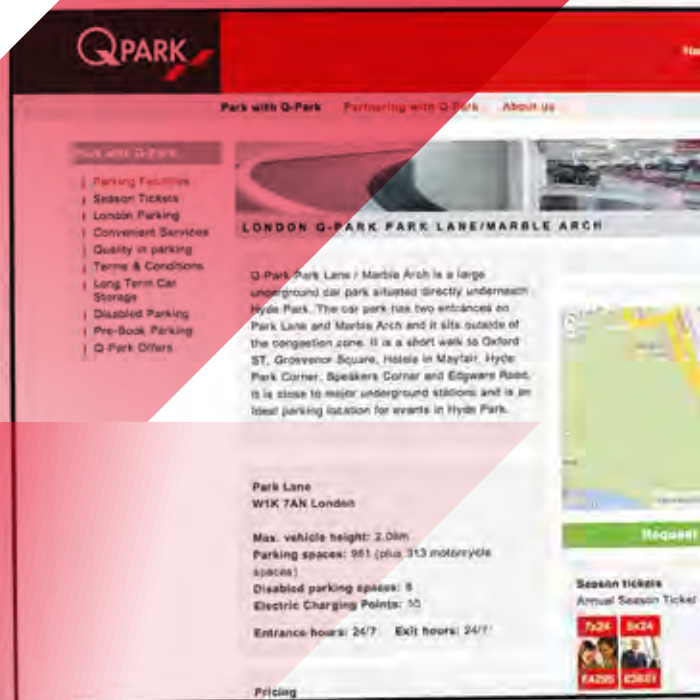 Q PARK
Park with Q-Park Partnering with Q-Park About us
Park with Q-Park
Parking Facilities
Season Tickets
London Parking
Convenient Services
Quality in parking
Terms & Conditions
Long Term Car
Storage
Disabled Parking
Pre-Book Parking
Q-Park Offers
LONDON Q-PARK PARK LANE/MARBLE ARCH
Q-Park Park Lane / Marble Arch is a large
underground car park situated directly underneath
Hyde Park. The car park has two entrances on
Park Lane and Marble Arch and it sits outside of
the congestion zone. It is a short walk to Oxford
ST, Grosvenor Square, Hotels in Mayfair, Hyde
Park Corner, Speakers Corner and Edgware Road.
It is close to major underground stations and is an
ideal parking location for events in Hyde Park.
Park Lane
W1K 7AN London
Max. vehicle height: 2.08m
Parking spaces: 981 (plus 313 motorcycle
spaces)
Disabled parking spaces: 8
Electric Charging Points: 10
Entrance hours: 24/7 Exit hours: 24/7
Pricing
Request
Season tickets
Annual Season Ticket
7x24 5x24